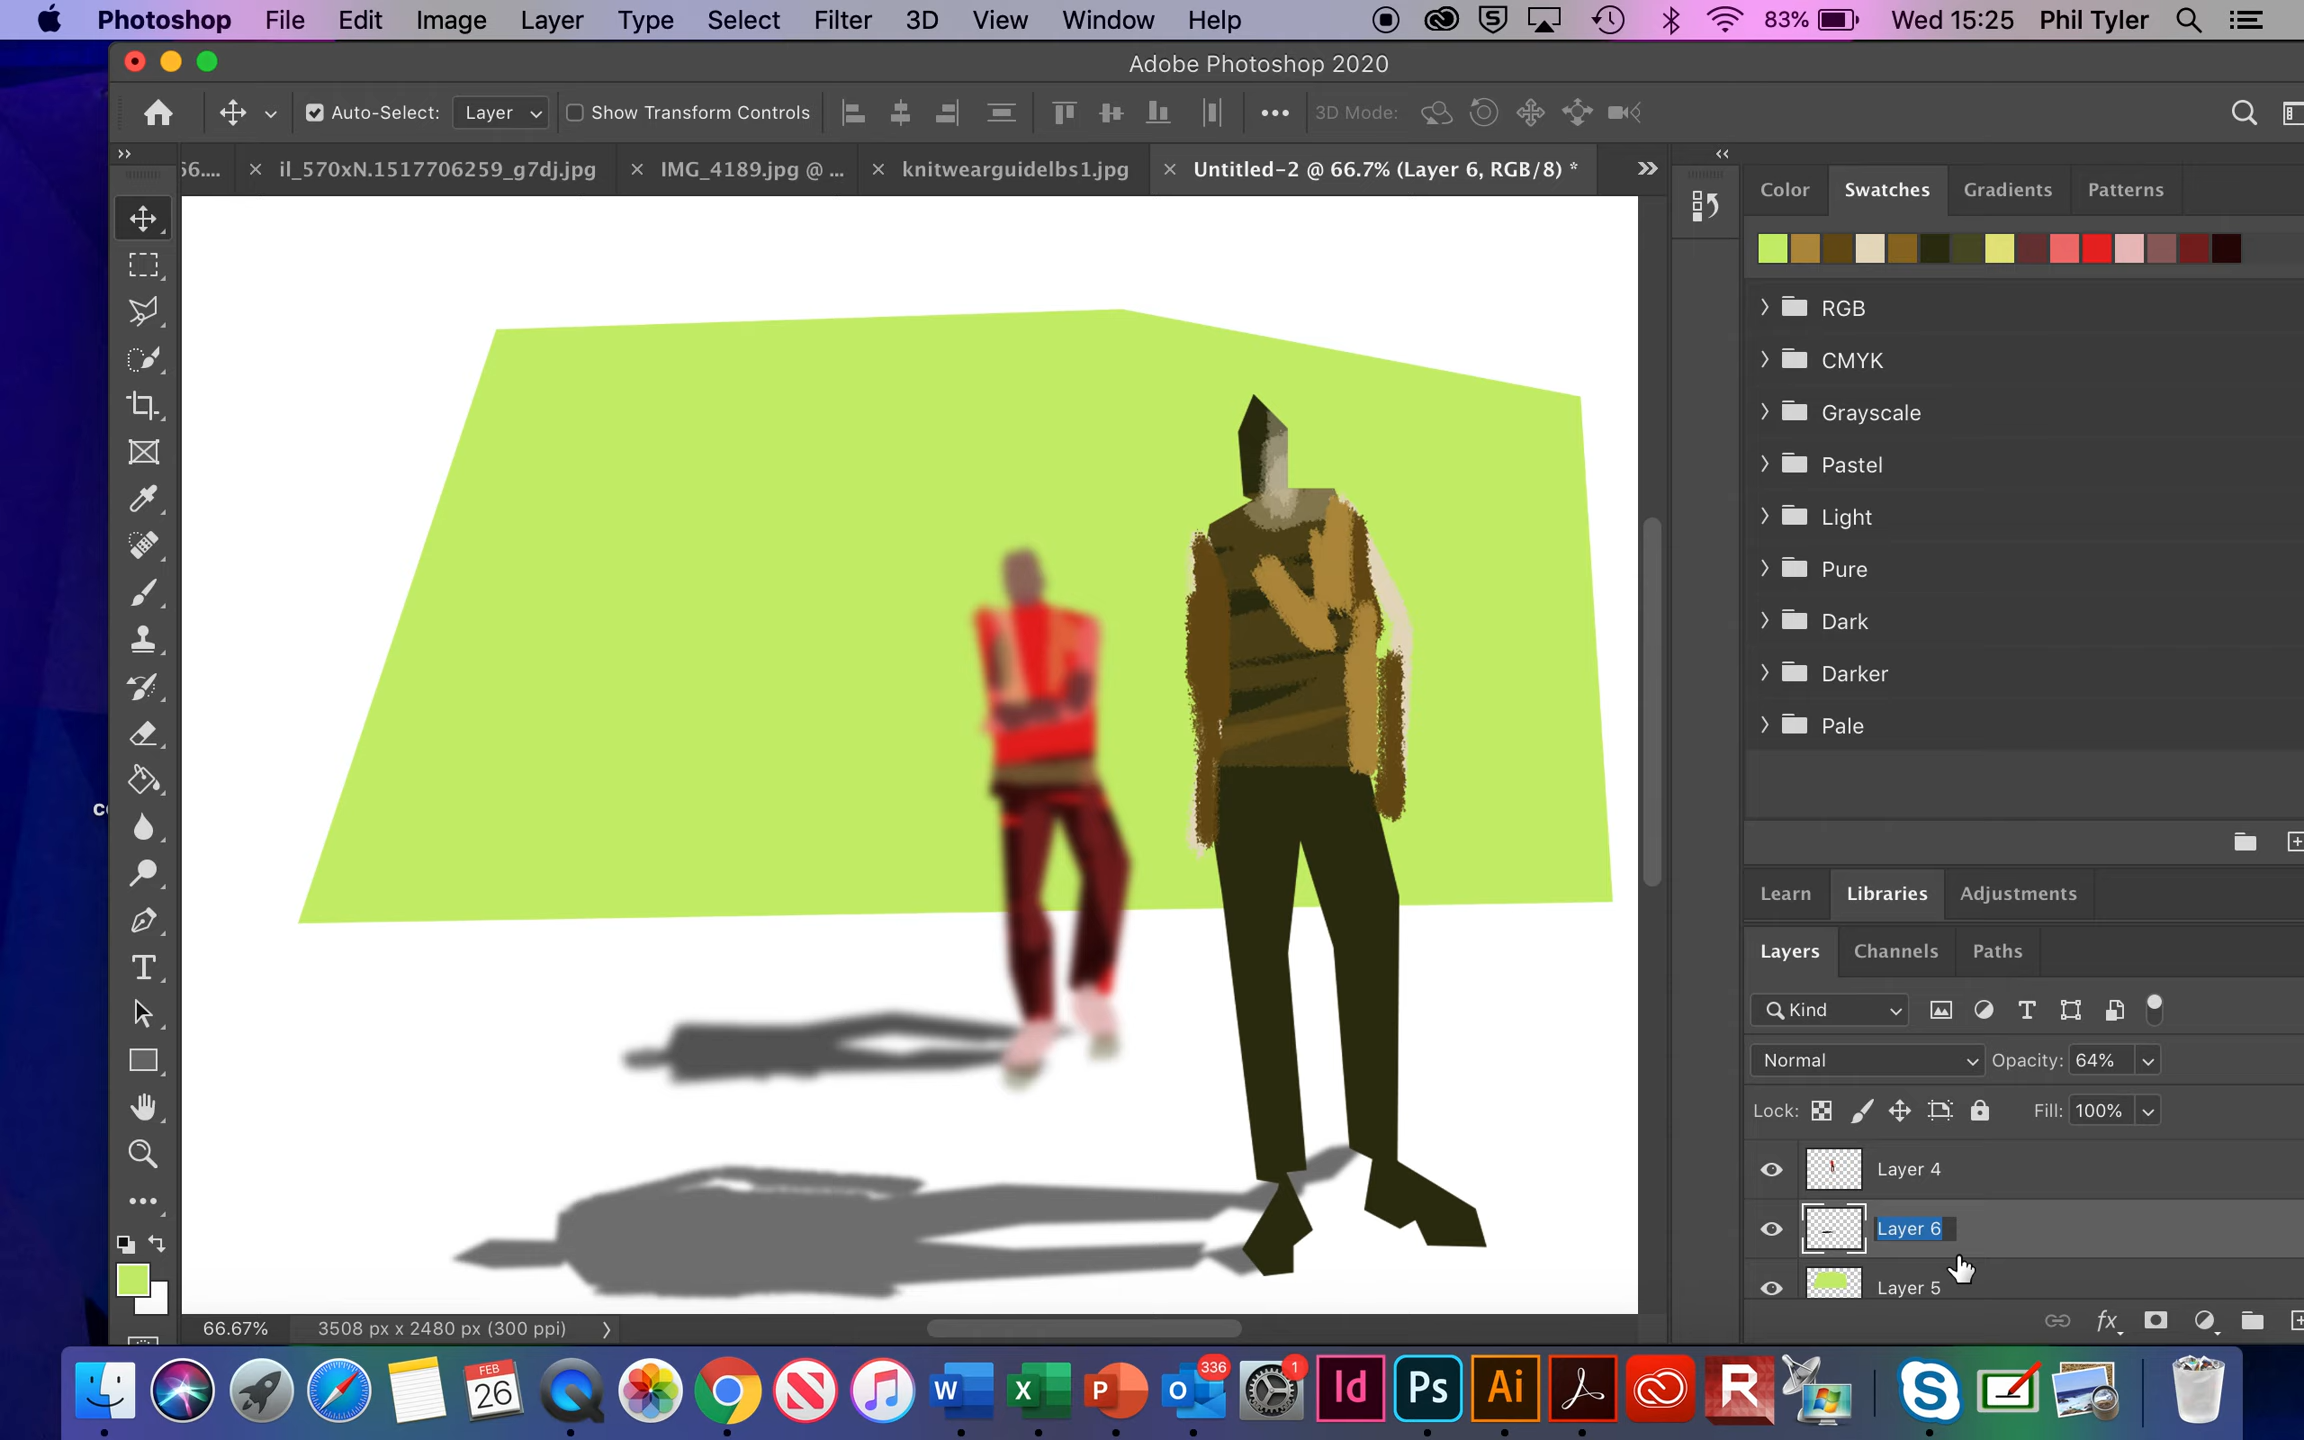 Photoshop File Edit Image Layer Type Select Filter 3D View Window Help 83% Wed 15:25 Phil Tyler
Adobe Photoshop 2020
Auto-Select: Layer Show Transform Controls 3D Mode:
66.... il_570xN.1517706259_g7dj.jpg IMG_4189.jpg @ ... knitwearguidelbs1.jpg Untitled-2 @ 66.7% (Layer 6, RGB/8) *
Color Swatches Gradients Patterns
RGB
CMYK
Grayscale
Pastel
Light
Pure
Dark
Darker
Pale
Learn Libraries Adjustments
Layers Channels Paths
Kind
Normal Opacity: 64%
Lock: Fill: 100%
Layer 4
Layer 6
Layer 5
fx
66.67% 3508 px x 2480 px (300 ppi)
FEB
26
W X P O 336 1 Id Ps Ai R S